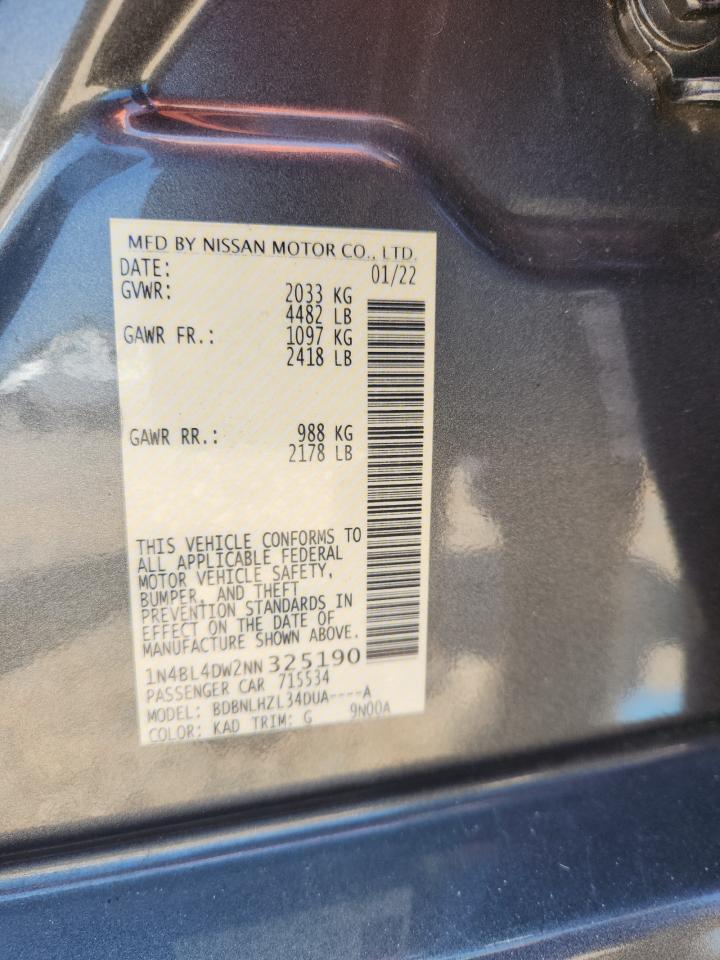 MFD BY NISSAN MOTOR CO., LTD.
DATE: 01/22
GVWR: 2033 KG
4482 LB
GAWR FR.: 1097 KG
2418 LB
GAWR RR.: 988 KG
2178 LB
THIS VEHICLE CONFORMS TO
ALL APPLICABLE FEDERAL
MOTOR VEHICLE SAFETY,
BUMPER, AND THEFT
PREVENTION STANDARDS IN
EFFECT ON THE DATE OF
MANUFACTURE SHOWN ABOVE.
1N4BL4DW2NN325190
PASSENGER CAR 715534
MODEL: BDBNLHZL34DUA----A
COLOR: KAD TRIM: G 9N00A